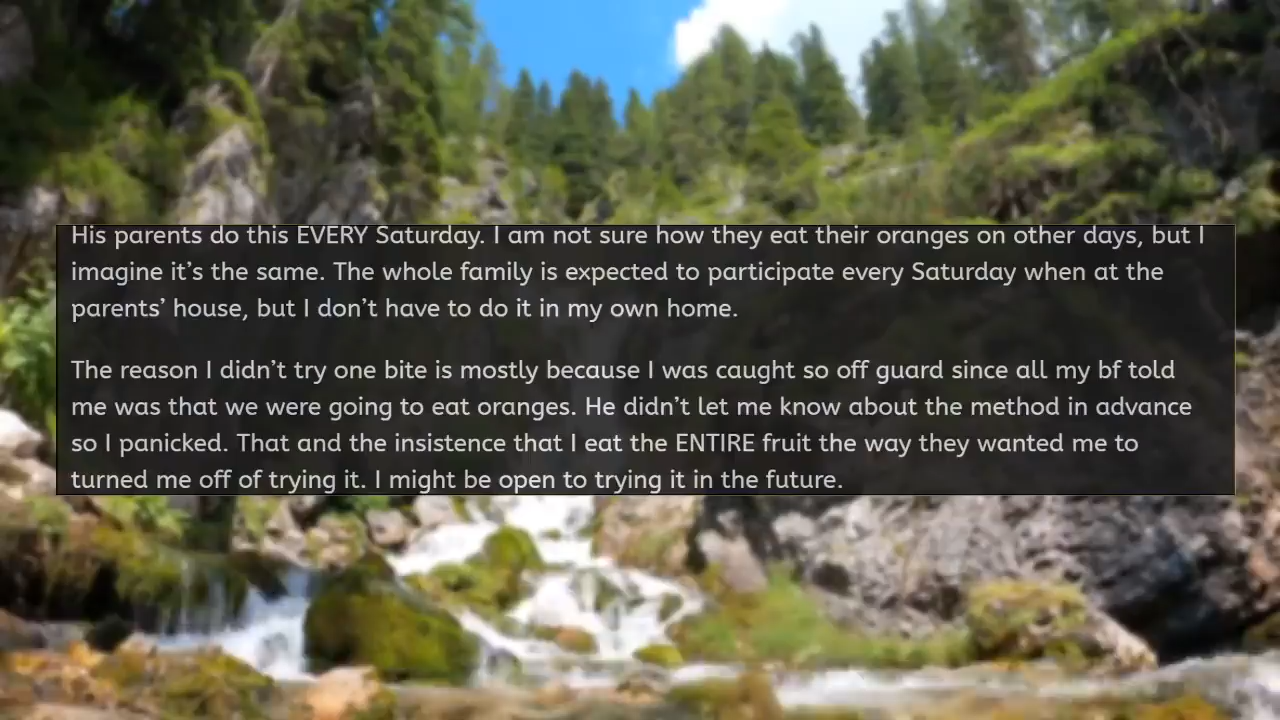 His parents do this EVERY Saturday. I am not sure how they eat their oranges on other days, but I
imagine it’s the same. The whole family is expected to participate every Saturday when at the
parents’ house, but I don’t have to do it in my own home.
The reason I didn’t try one bite is mostly because I was caught so off guard since all my bf told
me was that we were going to eat oranges. He didn’t let me know about the method in advance
so I panicked. That and the insistence that I eat the ENTIRE fruit the way they wanted me to
turned me off of trying it. I might be open to trying it in the future.